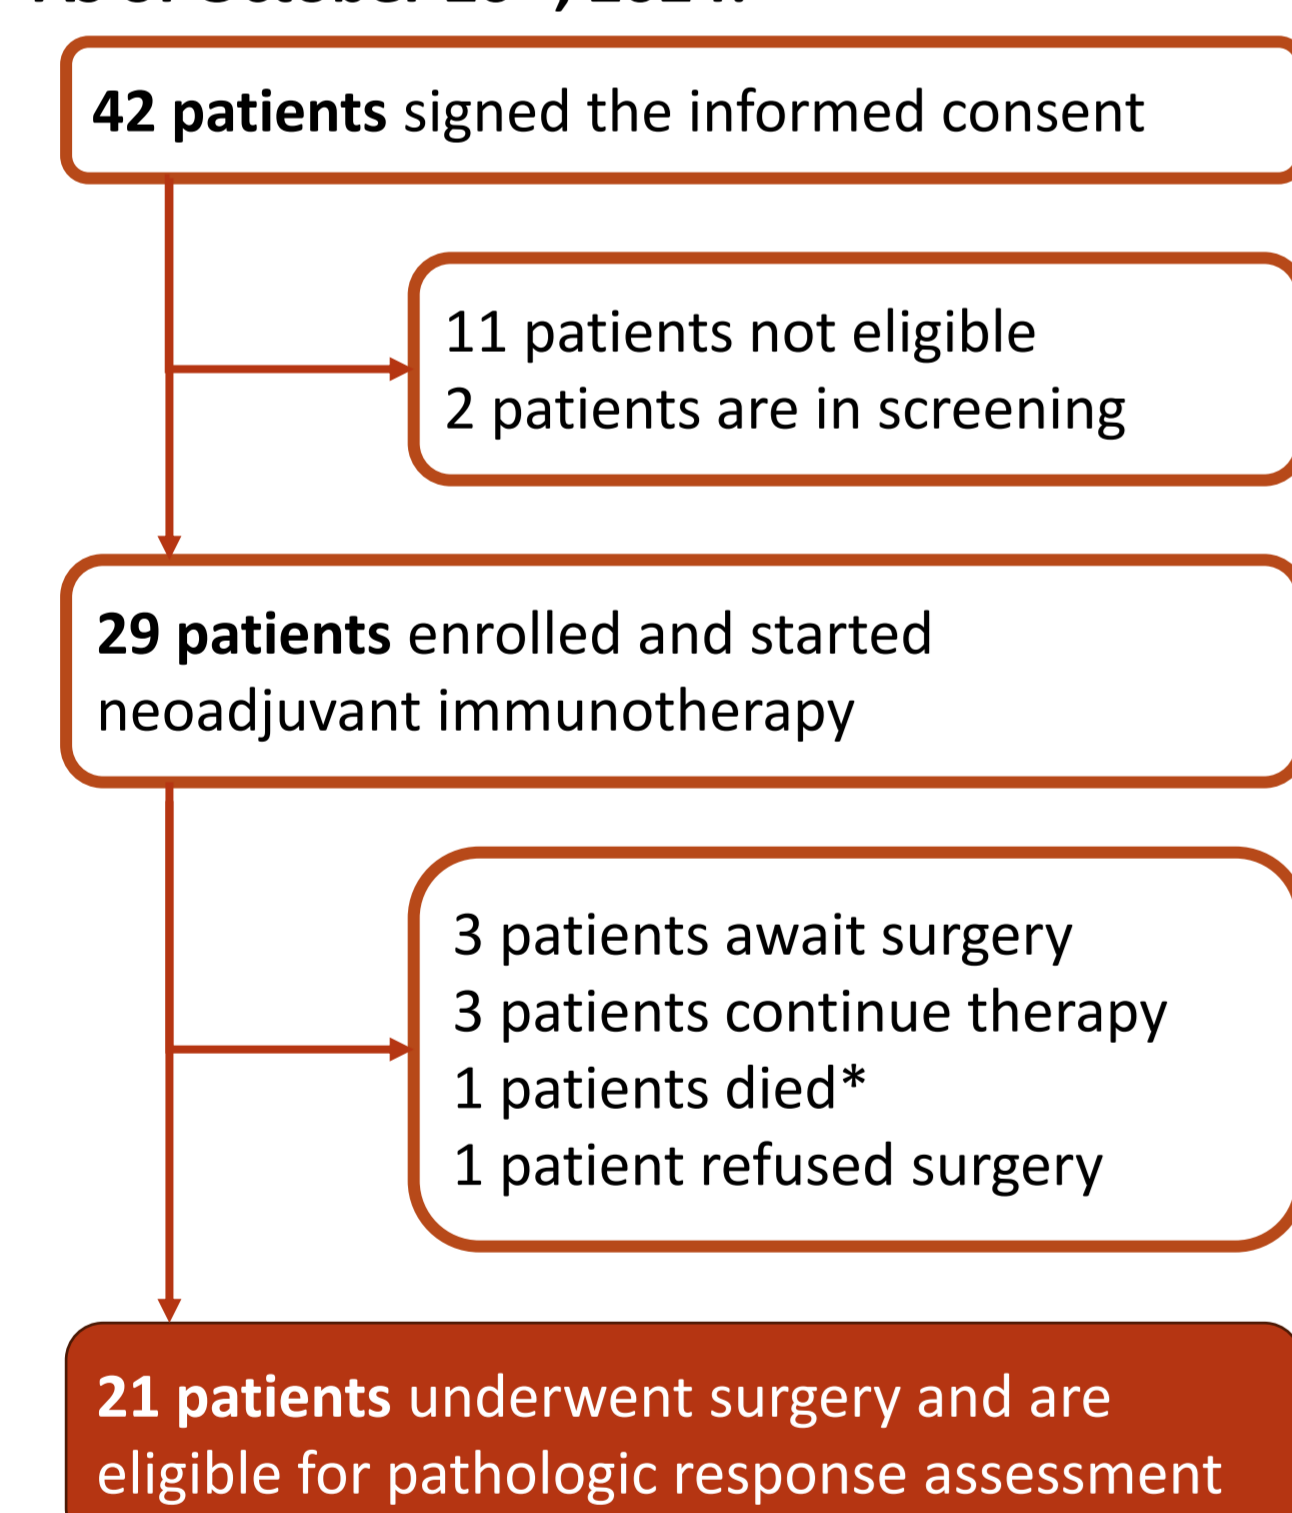 42 patients signed the informed consent
11 patients not eligible
2 patients are in screening
29 patients enrolled and started
neoadjuvant immunotherapy
3 patients await surgery
3 patients continue therapy
1 patients died*
1 patient refused surgery
21 patients underwent surgery and are
eligible for pathologic response assessment